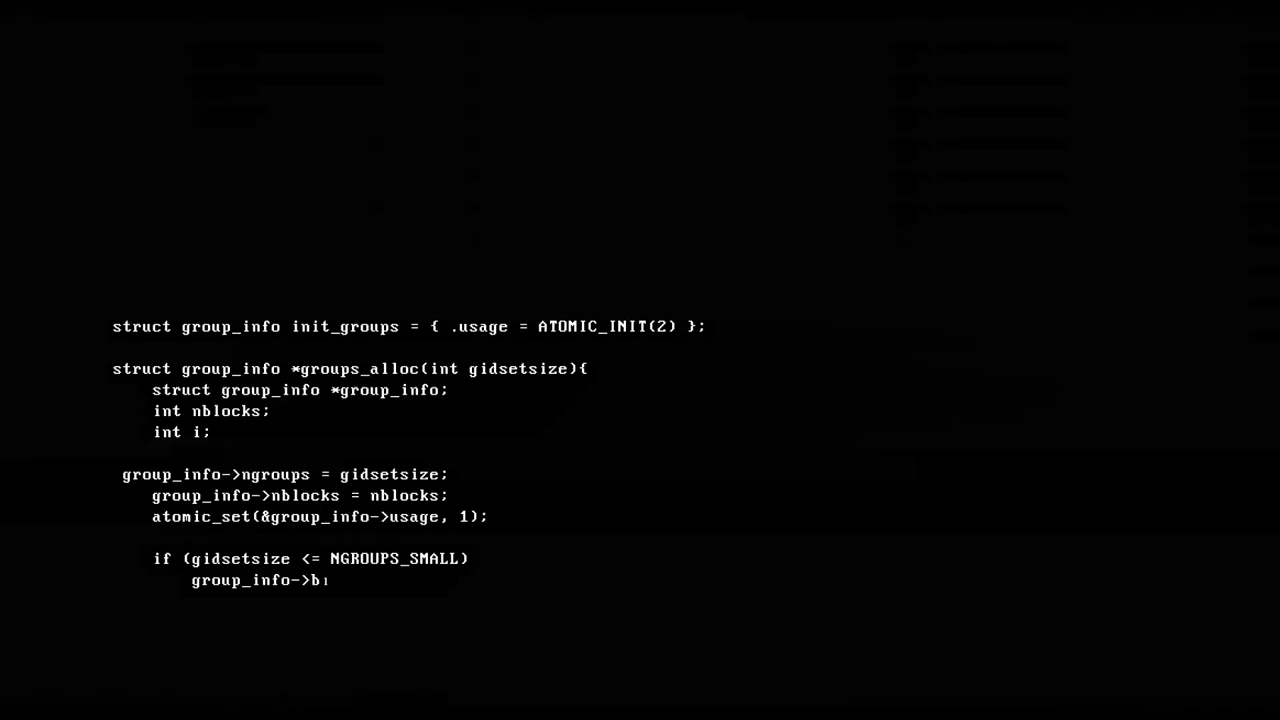 struct group_info init_groups = { .usage = ATOMIC_INIT(2) };
struct group_info *groups_alloc(int gidsetsize){
struct group_info *group_info;
int nblocks;
int i;
group_info->ngroups = gidsetsize;
group_info->nblocks = nblocks;
atomic_set(&group_info->usage, 1);
if (gidsetsize <= NGROUPS_SMALL)
group_info->b